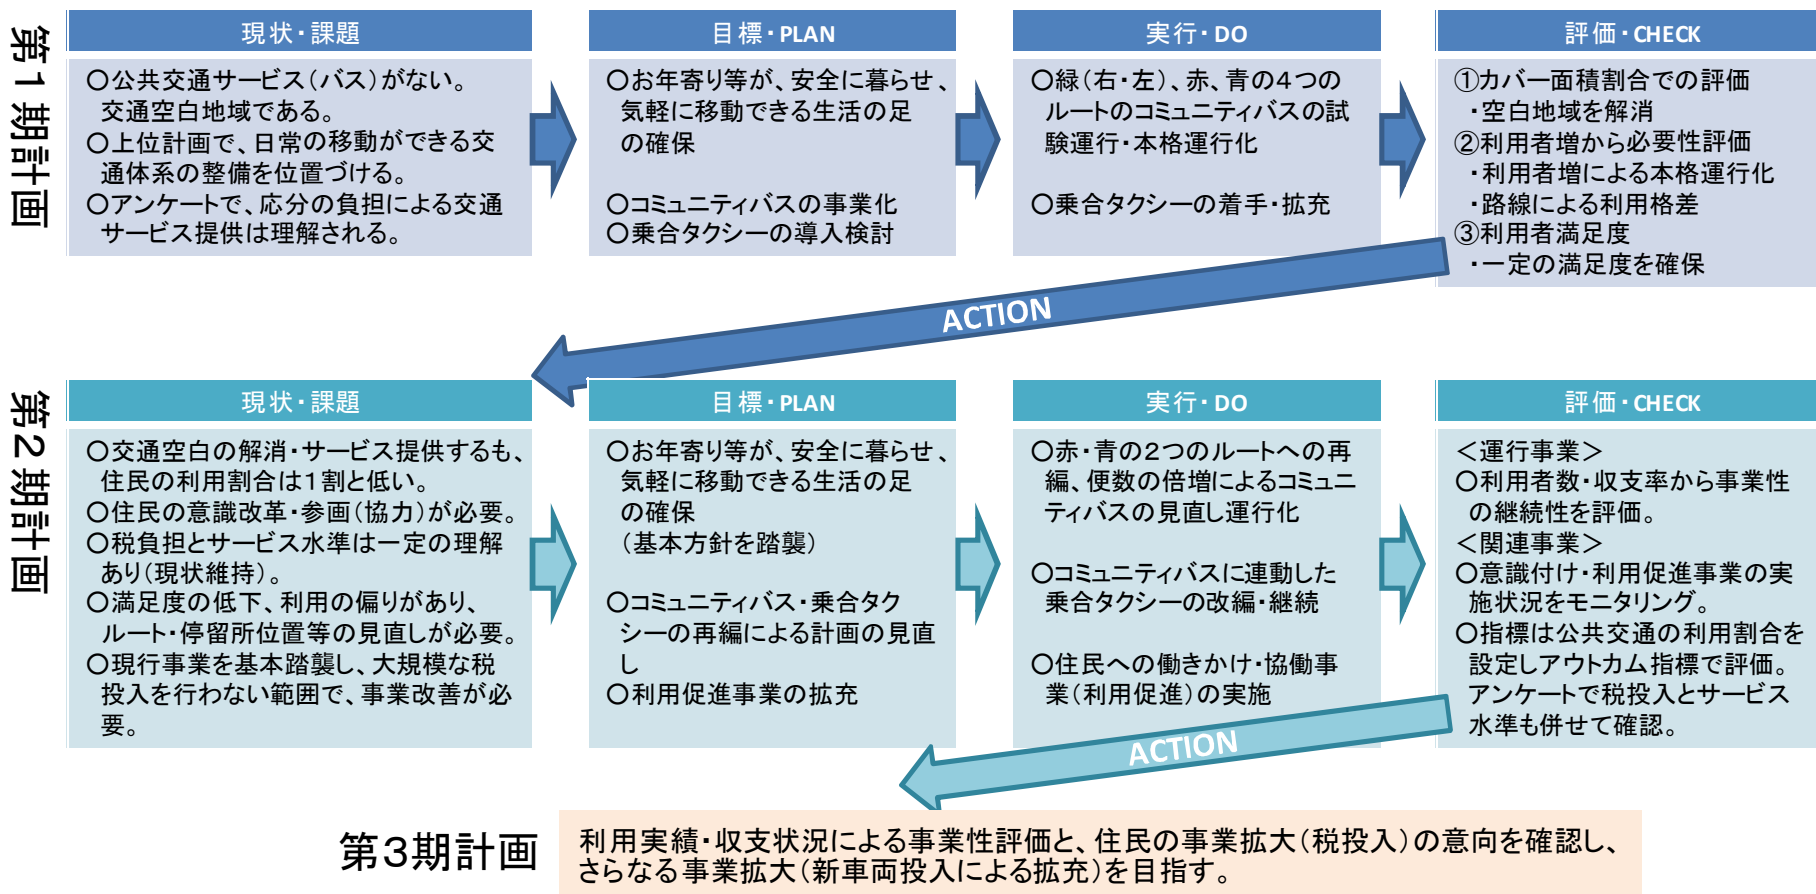 第1期計画
現状・課題
○公共交通サービス（バス）がない。
交通空白地域である。
○上位計画で、日常の移動ができる交
通体系の整備を位置づける。
○アンケートで、応分の負担による交通
サービス提供は理解される。
目標・PLAN
○お年寄り等が、安全に暮らせ、
気軽に移動できる生活の足
の確保
○コミュニティバスの事業化
○乗合タクシーの導入検討
実行・DO
○緑（右・左）、赤、青の４つの
ルートのコミュニティバスの試
験運行・本格運行化
○乗合タクシーの着手・拡充
評価・CHECK
①カバー面積割合での評価
・空白地域を解消
②利用者増から必要性評価
・利用者増による本格運行化
・路線による利用格差
③利用者満足度
・一定の満足度を確保
ACTION
第2期計画
現状・課題
○交通空白の解消・サービス提供するも、
住民の利用割合は１割と低い。
○住民の意識改革・参画（協力）が必要。
○税負担とサービス水準は一定の理解
あり（現状維持）。
○満足度の低下、利用の偏りがあり、
ルート・停留所位置等の見直しが必要。
○現行事業を基本踏襲し、大規模な税
投入を行わない範囲で、事業改善が必
要。
目標・PLAN
○お年寄り等が、安全に暮らせ、
気軽に移動できる生活の足
の確保
（基本方針を踏襲）
○コミュニティバス・乗合タク
シーの再編による計画の見直
し
○利用促進事業の拡充
実行・DO
○赤・青の２つのルートへの再
編、便数の倍増によるコミュニ
ティバスの見直し運行化
○コミュニティバスに連動した
乗合タクシーの改編・継続
○住民への働きかけ・協働事
業（利用促進）の実施
評価・CHECK
＜運行事業＞
○利用者数・収支率から事業性
の継続性を評価。
＜関連事業＞
○意識付け・利用促進事業の実
施状況をモニタリング。
○指標は公共交通の利用割合を
設定しアウトカム指標で評価。
アンケートで税投入とサービス
水準も併せて確認。
ACTION
第３期計画
利用実績・収支状況による事業性評価と、住民の事業拡大（税投入）の意向を確認し、
さらなる事業拡大（新車両投入による拡充）を目指す。